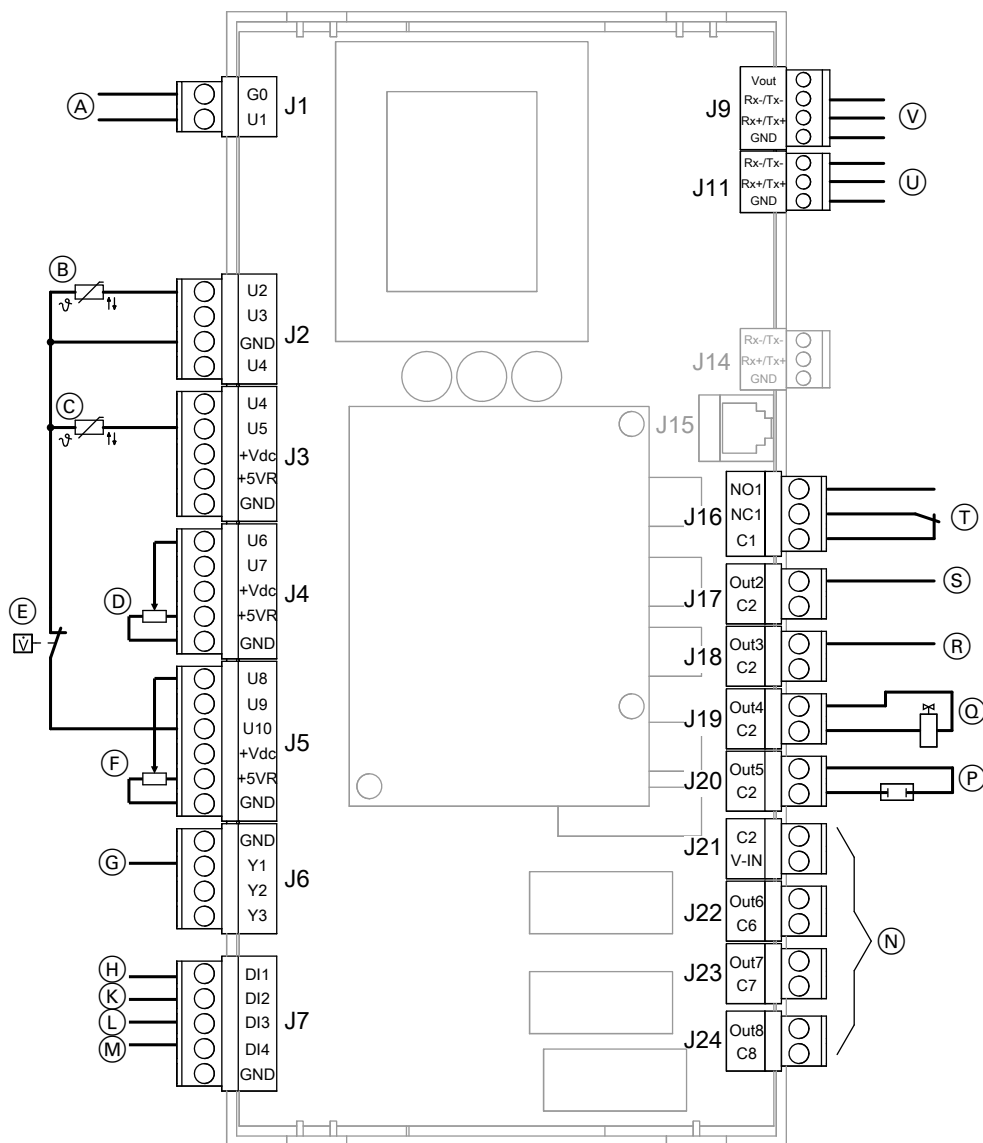 A
G0
U1
J1
B
ϑ
U2
U3
GND
U4
J2
C
ϑ
U4
U5
+Vdc
+5VR
GND
J3
D
U6
U7
+Vdc
+5VR
GND
J4
E
V̇
F
U8
U9
U10
+Vdc
+5VR
GND
J5
G
GND
Y1
Y2
Y3
J6
H
K
L
M
DI1
DI2
DI3
DI4
GND
J7
J9
Vout
Rx-/Tx-
Rx+/Tx+
GND
V
J11
Rx-/Tx-
Rx+/Tx+
GND
U
J14
Rx-/Tx-
Rx+/Tx+
GND
J15
J16
NO1
NC1
C1
T
J17
Out2
C2
S
J18
Out3
C2
R
J19
Out4
C2
Q
J20
Out5
C2
P
J21
C2
V-IN
J22
Out6
C6
J23
Out7
C7
J24
Out8
C8
N